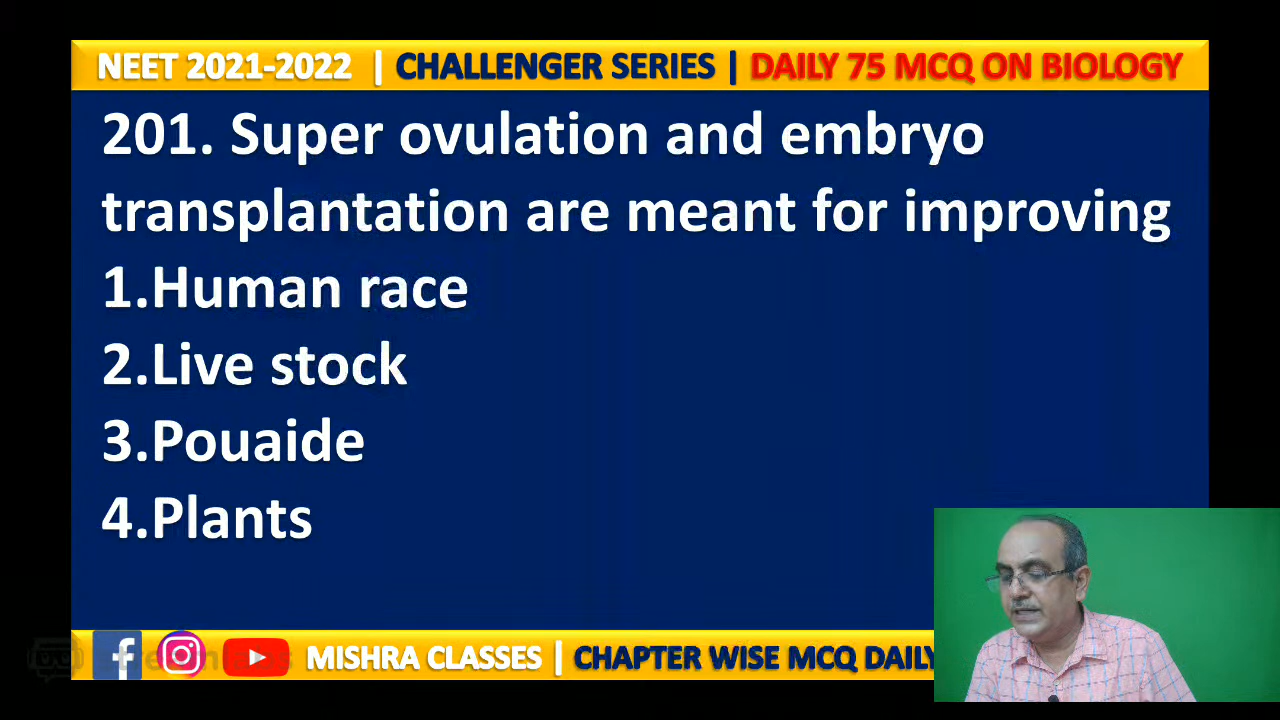 NEET 2021-2022 | CHALLENGER SERIES | DAILY 75 MCQ ON BIOLOGY
201. Super ovulation and embryo
transplantation are meant for improving
1.Human race
2.Live stock
3.Pouaide
4.Plants
MISHRA CLASSES | CHAPTER WISE MCQ DAILY